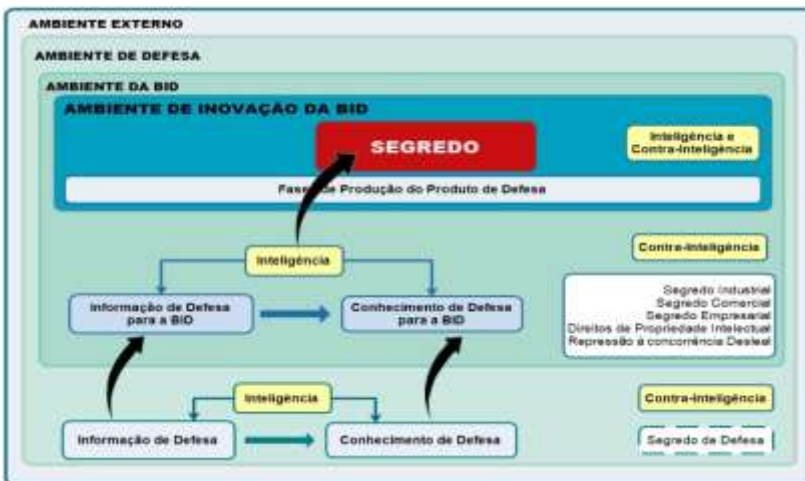 AMBIENTE EXTERNO
AMBIENTE DE DEFESA
AMBIENTE DA BID
AMBIENTE DE INOVAÇÃO DA BID
SEGREDO
Inteligência e
Contra-Inteligência
Fases de Produção do Produto de Defesa
Inteligência
Contra-Inteligência
Informação de Defesa
para a BID
Conhecimento de Defesa
para a BID
Segredo Industrial
Segredo Comercial
Segredo Empresarial
Direitos de Propriedade Intelectual
Repressão à concorrência Desleal
Inteligência
Contra-Inteligência
Informação de Defesa
Conhecimento de Defesa
Segredo de Defesa